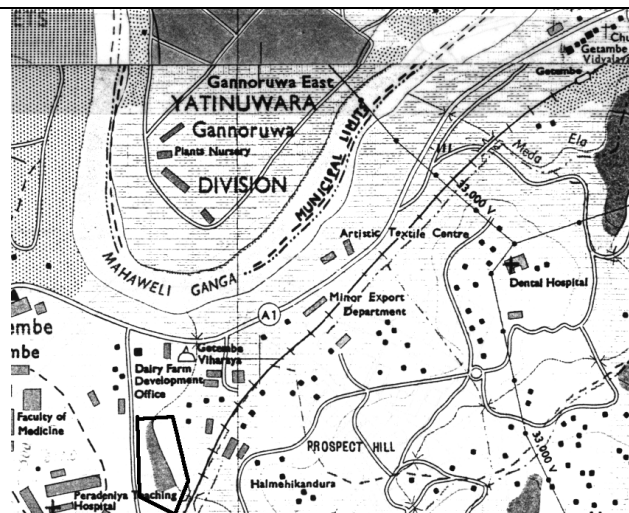 Gannoruwa East
YATINUWARA
Gannoruwa
Plants Nursery
DIVISION
MUNICIPAL LIMITS
MAHAWELI GANGA
Getambe
Vidyalaya
Getambe
Meda Ela
33,000 V
Artistic Textile Centre
Dental Hospital
A1
Minor Export
Department
Getembe
Viharaya
Dairy Farm
Development
Office
Faculty of
Medicine
Peradeniya Teaching
Hospital
PROSPECT HILL
Halmehikandura
33,000 V